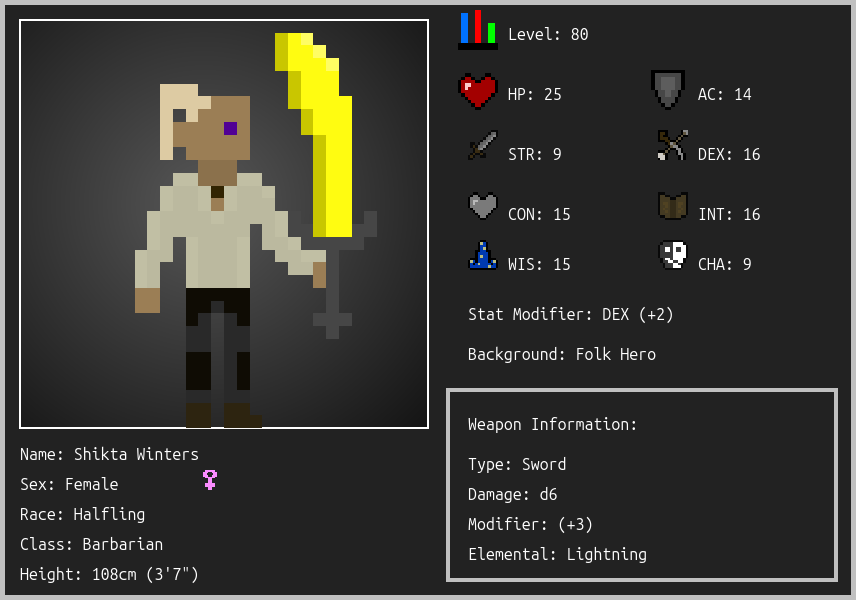 Level: 80
HP: 25
AC: 14
STR: 9
DEX: 16
CON: 15
INT: 16
WIS: 15
CHA: 9
Stat Modifier: DEX (+2)
Background: Folk Hero
Weapon Information:
Type: Sword
Damage: d6
Modifier: (+3)
Elemental: Lightning
Name: Shikta Winters
Sex: Female
Race: Halfling
Class: Barbarian
Height: 108cm (3'7")